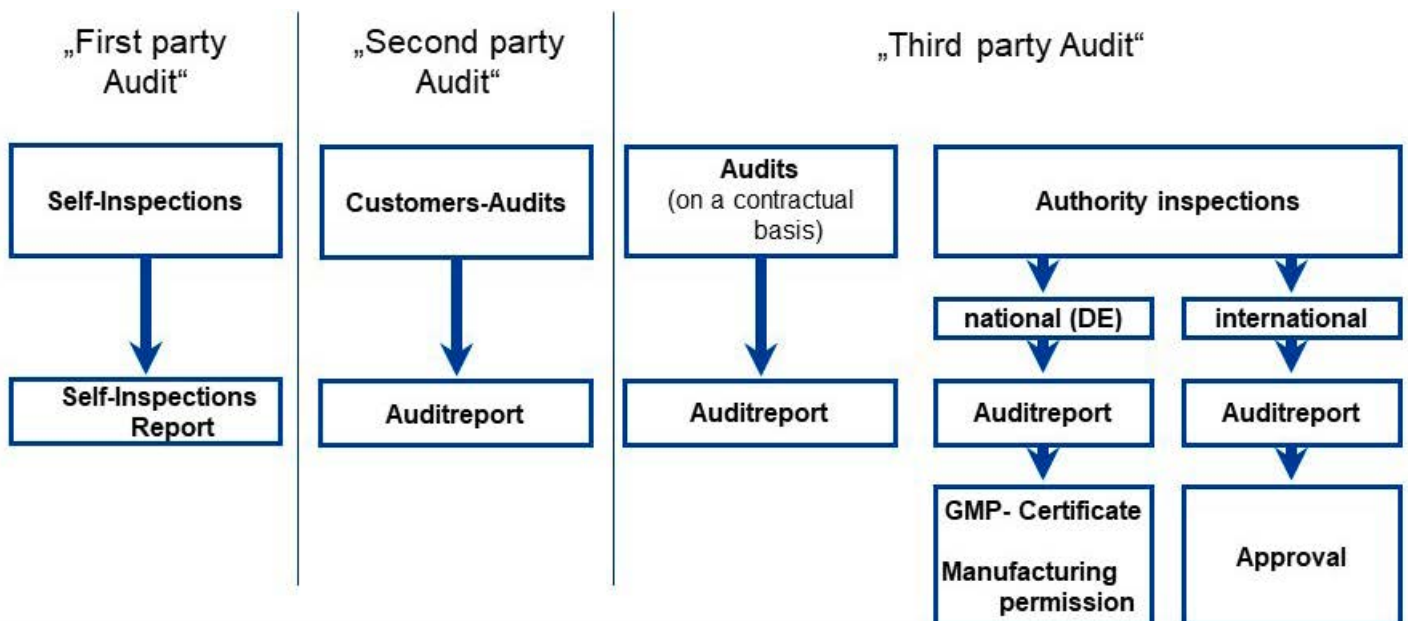 „First party
Audit“
„Second party
Audit“
„Third party Audit“
Self-Inspections
Customers-Audits
Audits
(on a contractual
basis)
Authority inspections
national (DE)
international
Self-Inspections
Report
Auditreport
Auditreport
Auditreport
Auditreport
GMP- Certificate
Manufacturing
permission
Approval